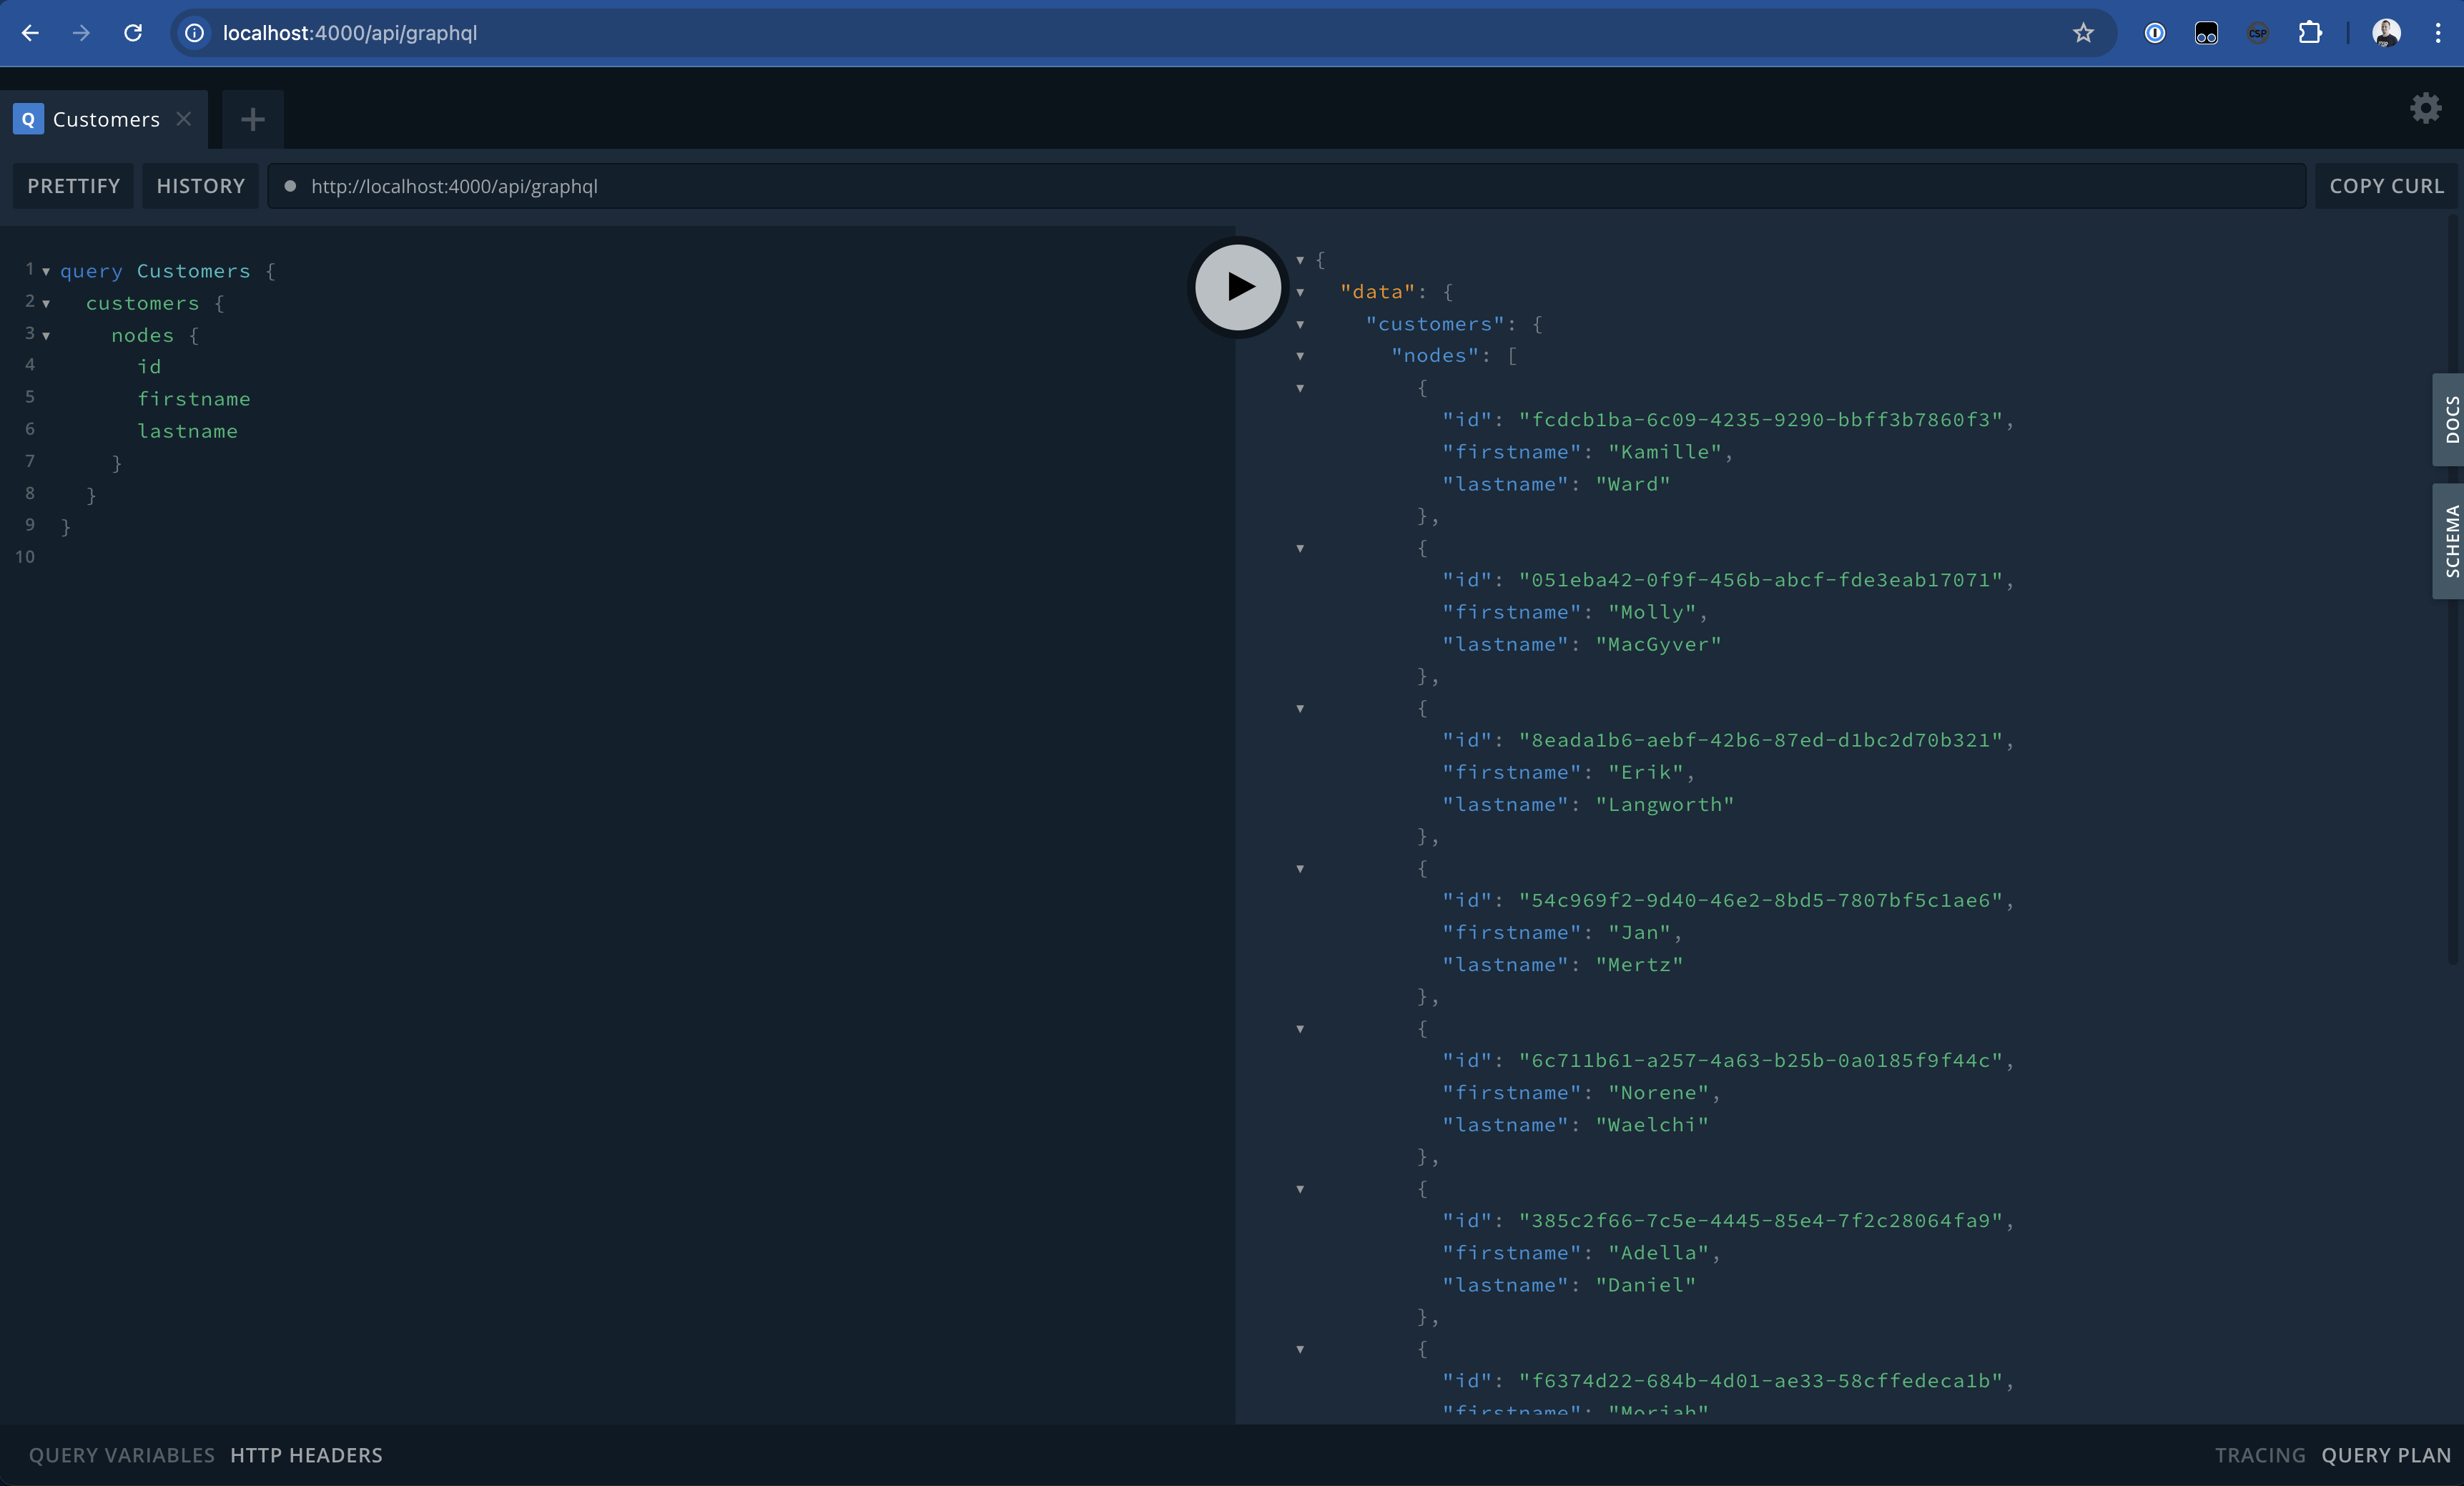 localhost:4000/api/graphql
CSP
Q Customers
PRETTIFY HISTORY http://localhost:4000/api/graphql COPY CURL
1 query Customers {
2 customers {
3 nodes {
4 id
5 firstname
6 lastname
7 }
8 }
9 }
10
{
"data": {
"customers": {
"nodes": [
{
"id": "fcdcb1ba-6c09-4235-9290-bbff3b7860f3",
"firstname": "Kamille",
"lastname": "Ward"
},
{
"id": "051eba42-0f9f-456b-abcf-fde3eab17071",
"firstname": "Molly",
"lastname": "MacGyver"
},
{
"id": "8eada1b6-aebf-42b6-87ed-d1bc2d70b321",
"firstname": "Erik",
"lastname": "Langworth"
},
{
"id": "54c969f2-9d40-46e2-8bd5-7807bf5c1ae6",
"firstname": "Jan",
"lastname": "Mertz"
},
{
"id": "6c711b61-a257-4a63-b25b-0a0185f9f44c",
"firstname": "Norene",
"lastname": "Waelchi"
},
{
"id": "385c2f66-7c5e-4445-85e4-7f2c28064fa9",
"firstname": "Adella",
"lastname": "Daniel"
},
{
"id": "f6374d22-684b-4d01-ae33-58cffedeca1b",
"firstname": "Moriah"
DOCS
SCHEMA
QUERY VARIABLES HTTP HEADERS
TRACING QUERY PLAN